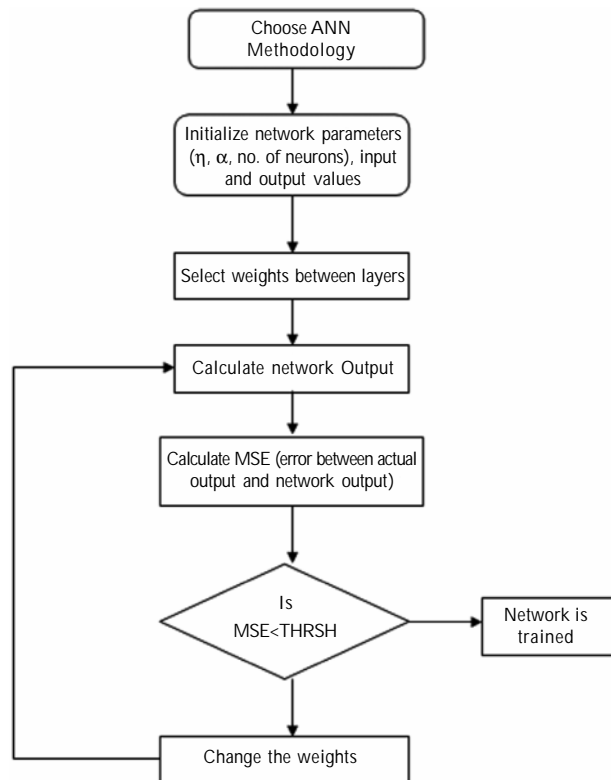 Choose ANN
Methodology
Initialize network parameters
(η, α, no. of neurons), input
and output values
Select weights between layers
Calculate network Output
Calculate MSE (error between actual
output and network output)
Is
MSE<THRSH
Network is
trained
Change the weights